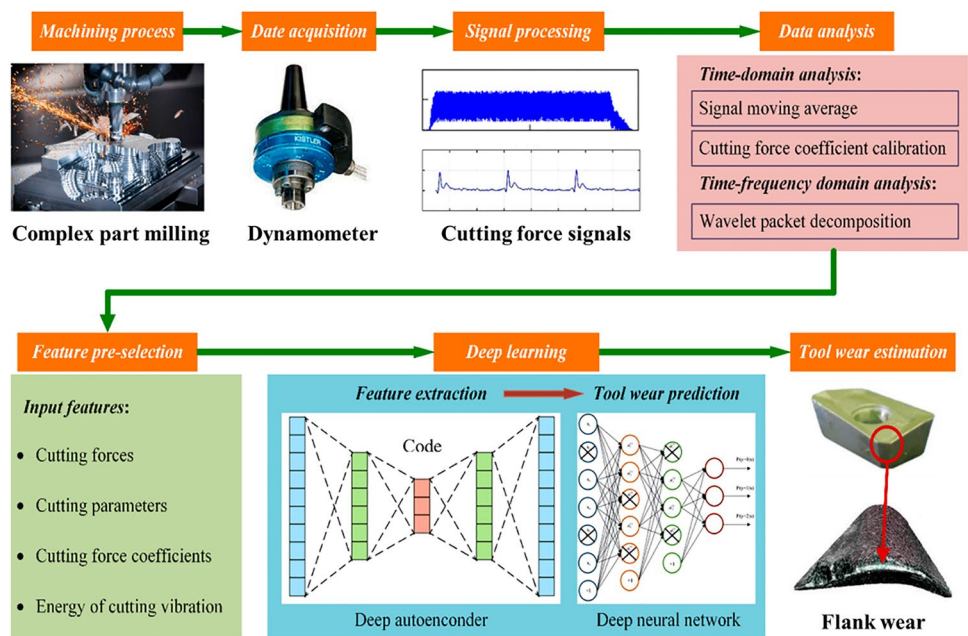 Machining process
Date acquisition
Signal processing
Data analysis
KISTLER
Time-domain analysis:
Signal moving average
Cutting force coefficient calibration
Time-frequency domain analysis:
Wavelet packet decomposition
Complex part milling
Dynamometer
Cutting force signals
Feature pre-selection
Deep learning
Tool wear estimation
Input features:
• Cutting forces
• Cutting parameters
• Cutting force coefficients
• Energy of cutting vibration
Feature extraction
Tool wear prediction
Code
Deep autoenconder
Deep neural network
Flank wear